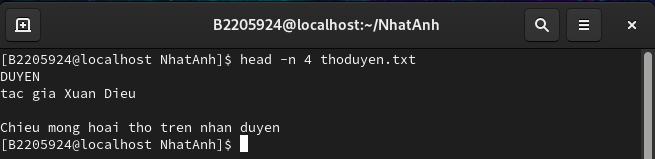 B2205924@localhost:~/NhatAnh
[B2205924@localhost NhatAnh]$ head -n 4 thoduyen.txt
DUYEN
tac gia Xuan Dieu

Chieu mong hoai tho tren nhan duyen
[B2205924@localhost NhatAnh]$